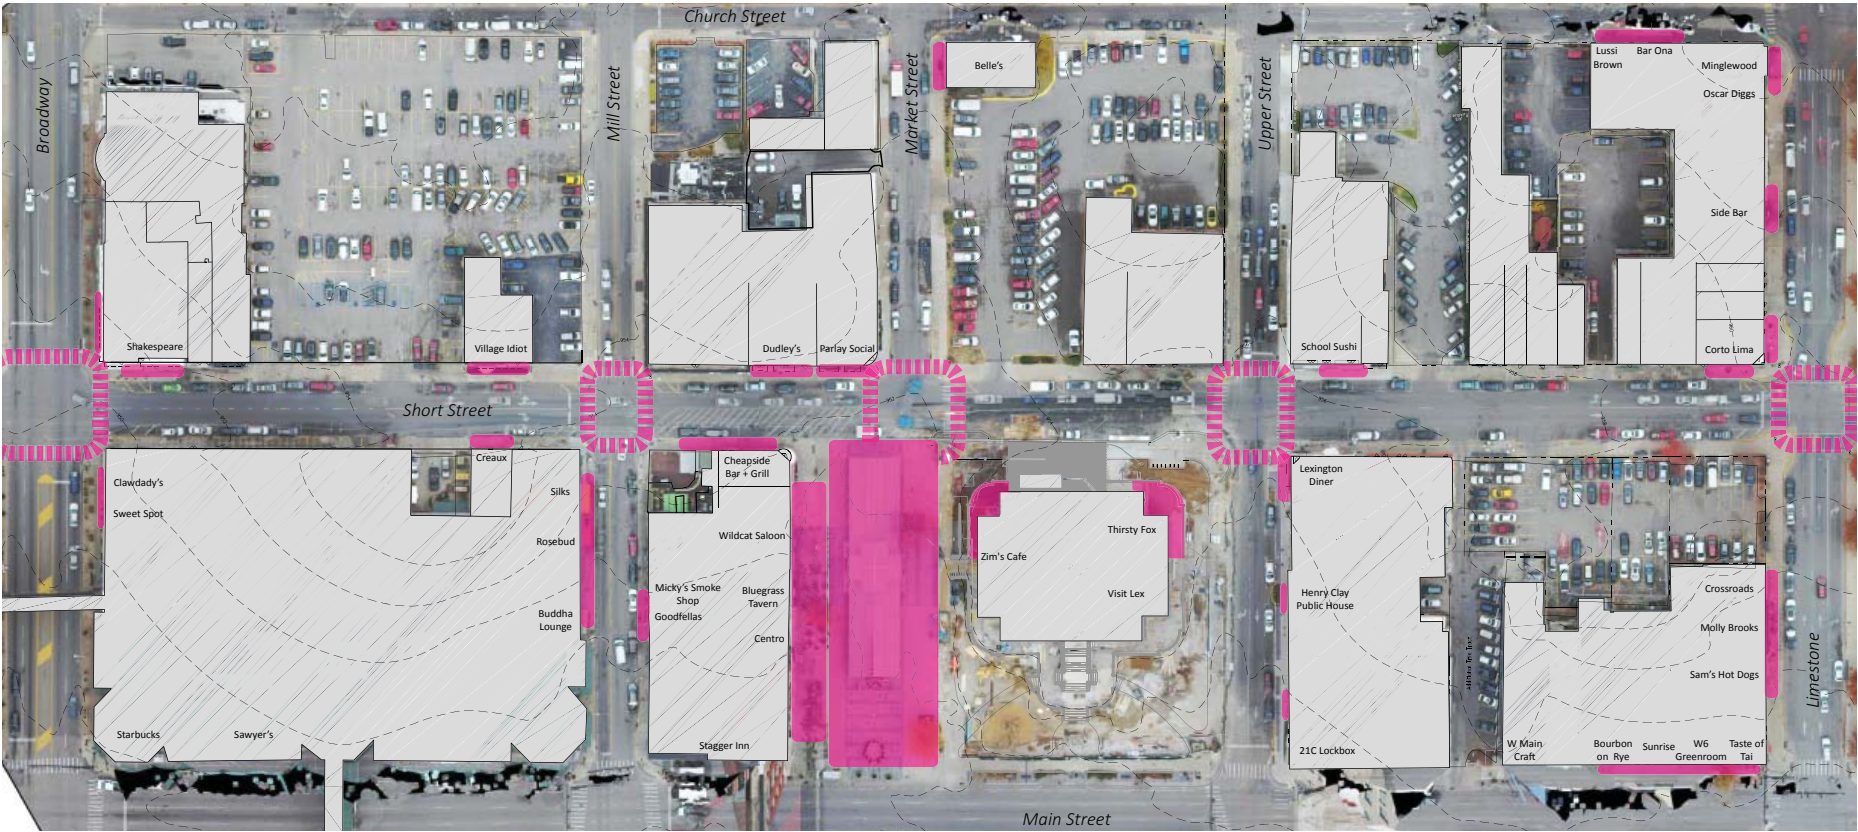 Church Street
Broadway
Mill Street
Market Street
Upper Street
Belle's
Lussi
Brown
Bar Ona
Minglewood
Oscar Diggs
Side Bar
Shakespeare
Village Idiot
Dudley's
Parlay Social
School Sushi
Corto Lima
Short Street
Clawdady's
Sweet Spot
Creaux
Silks
Rosebud
Buddha
Lounge
Starbucks
Sawyer's
Cheapside
Bar + Grill
Wildcat Saloon
Micky's Smoke
Shop
Goodfellas
Bluegrass
Tavern
Centro
Stagger Inn
Zim's Cafe
Thirsty Fox
Visit Lex
Lexington
Diner
Henry Clay
Public House
21C Lockbox
Crossroads
Molly Brooks
Sam's Hot Dogs
W Main
Craft
Bourbon
on Rye
Sunrise
W6
Greenroom
Taste of
Tai
Limestone
Main Street